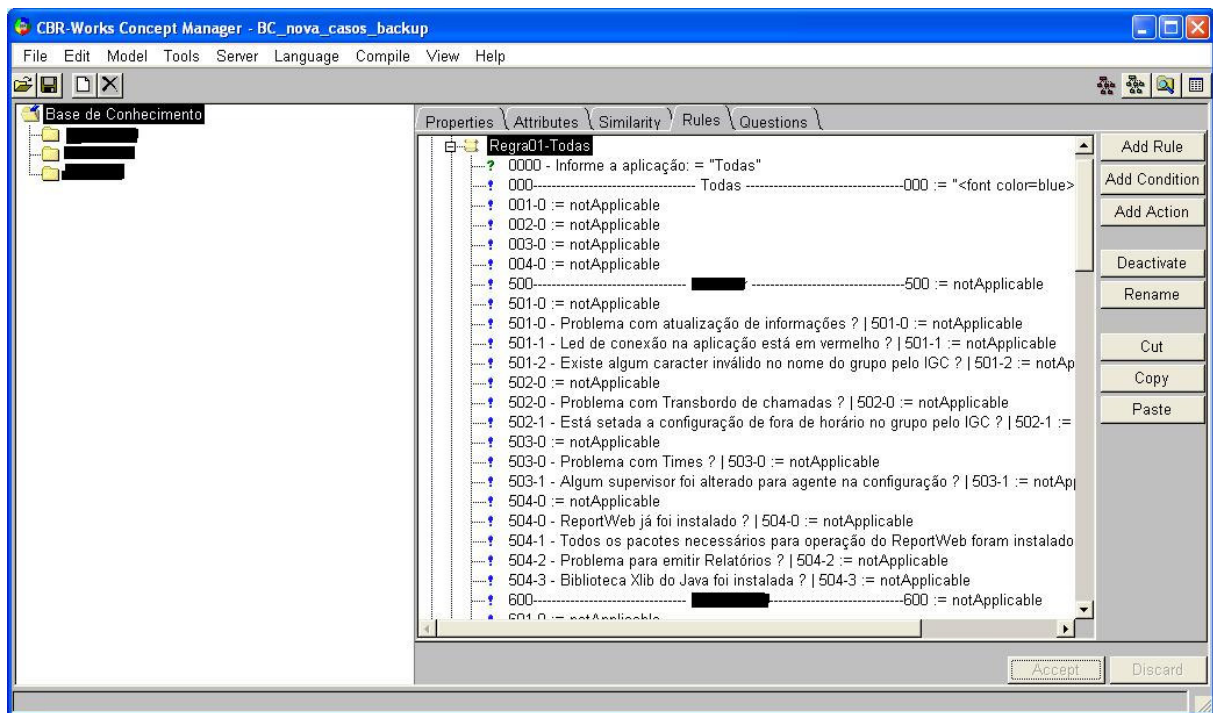 CBR-Works Concept Manager - BC_nova_casos_backup
File Edit Model Tools Server Language Compile View Help
Base de Conhecimento
Properties Attributes Similarity Rules Questions
Regra01-Todas
? 0000 - Informe a aplicação: = "Todas"
! 000----------------------------------- Todas ----------------------------------000 := "<font color=blue>
! 001-0 := notApplicable
! 002-0 := notApplicable
! 003-0 := notApplicable
! 004-0 := notApplicable
! 500--------------------------------- ---------------------------------500 := notApplicable
! 501-0 := notApplicable
! 501-0 - Problema com atualização de informações ? | 501-0 := notApplicable
! 501-1 - Led de conexão na aplicação está em vermelho ? | 501-1 := notApplicable
! 501-2 - Existe algum caracter inválido no nome do grupo pelo IGC ? | 501-2 := notAp
! 502-0 := notApplicable
! 502-0 - Problema com Transbordo de chamadas ? | 502-0 := notApplicable
! 502-1 - Está setada a configuração de fora de horário no grupo pelo IGC ? | 502-1 :=
! 503-0 := notApplicable
! 503-0 - Problema com Times ? | 503-0 := notApplicable
! 503-1 - Algum supervisor foi alterado para agente na configuração ? | 503-1 := notAp
! 504-0 := notApplicable
! 504-0 - ReportWeb já foi instalado ? | 504-0 := notApplicable
! 504-1 - Todos os pacotes necessários para operação do ReportWeb foram instalado
! 504-2 - Problema para emitir Relatórios ? | 504-2 := notApplicable
! 504-3 - Biblioteca Xlib do Java foi instalada ? | 504-3 := notApplicable
! 600--------------------------------- -----------------------------600 := notApplicable
! 601-0 := notApplicable
Add Rule
Add Condition
Add Action
Deactivate
Rename
Cut
Copy
Paste
Accept Discard